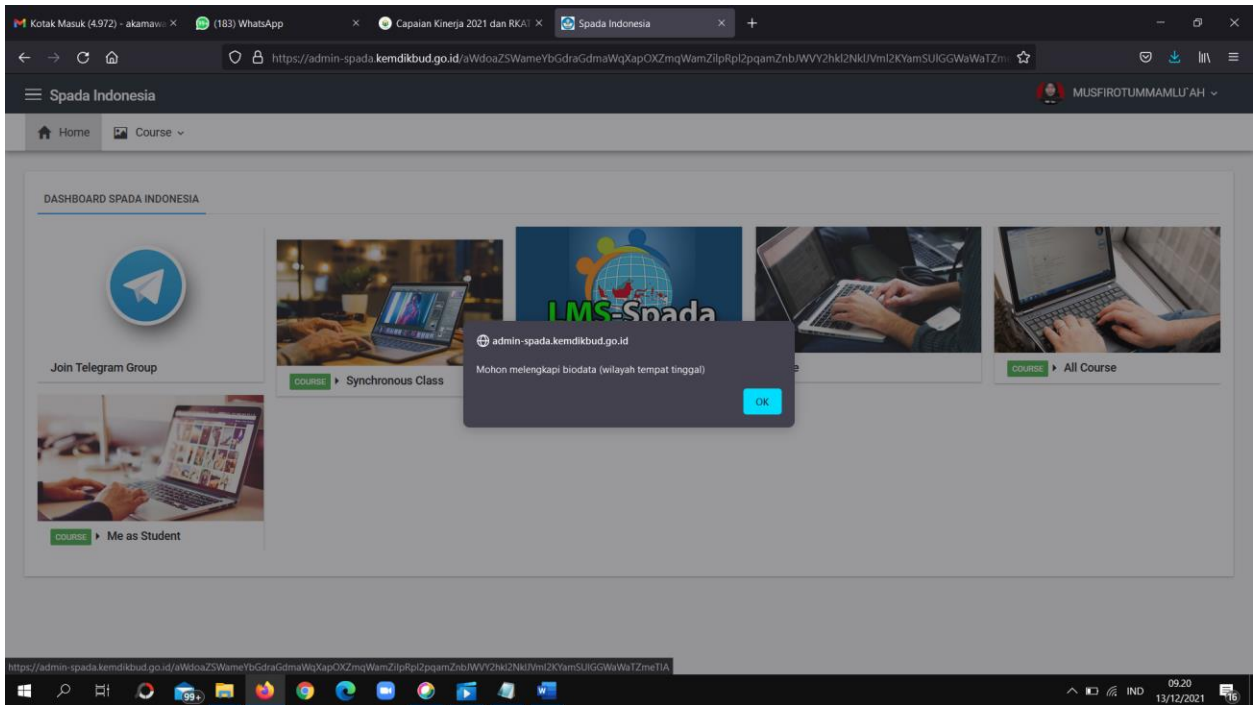 Kotak Masuk (4.972) - akamawa
(183) WhatsApp
Capaian Kinerja 2021 dan RKAT
Spada Indonesia
https://admin-spada.kemdikbud.go.id/
Spada Indonesia
MUSFIROTUMMAMLU`AH
Home
Course
DASHBOARD SPADA INDONESIA
LMS-Spada
admin-spada.kemdikbud.go.id
Mohon melengkapi biodata (wilayah tempat tinggal)
OK
Join Telegram Group
COURSE
Synchronous Class
COURSE
All Course
COURSE
Me as Student
https://admin-spada.kemdikbud.go.id/
99+
IND
09.20
13/12/2021
16